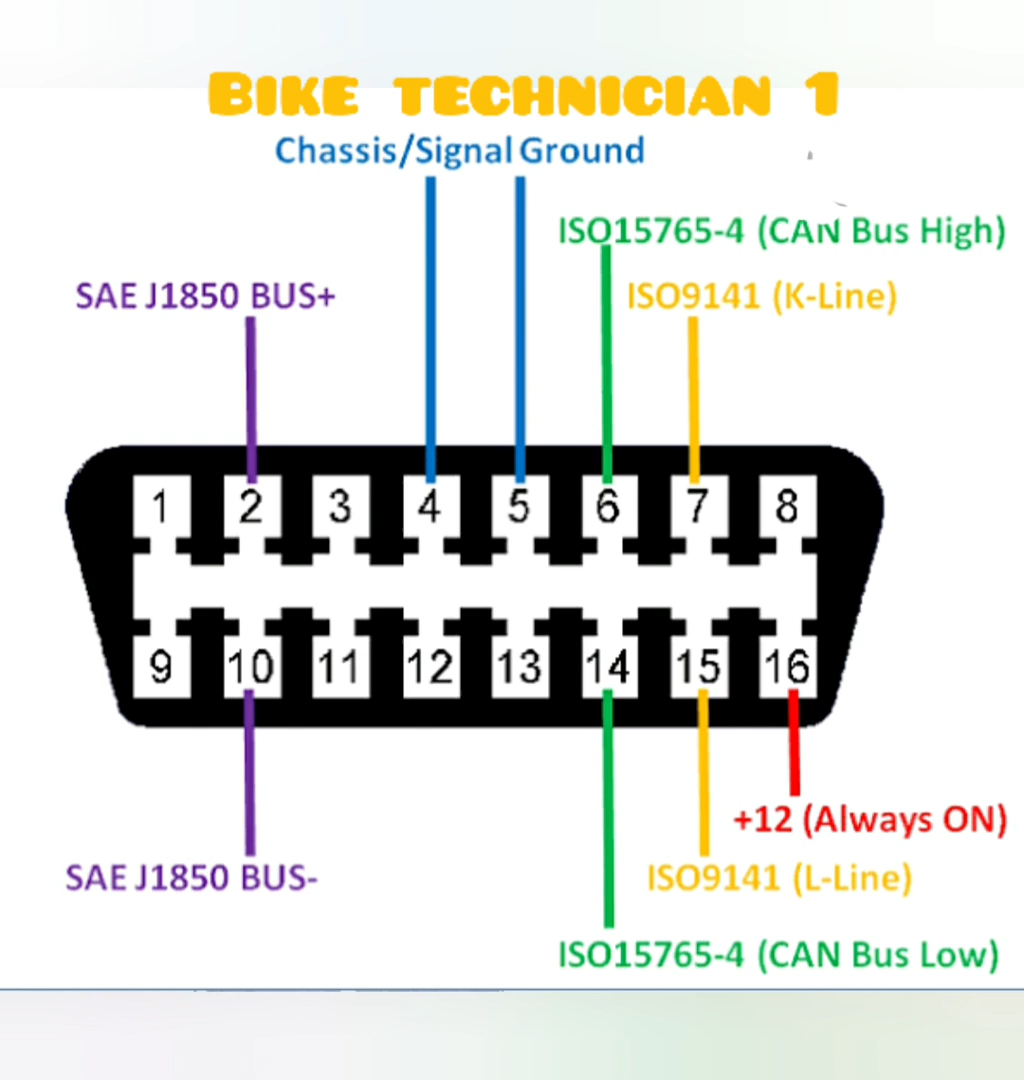 BIKE TECHNICIAN 1
Chassis/Signal Ground
ISO15765-4 (CAN Bus High)
SAE J1850 BUS+
ISO9141 (K-Line)
1 2 3 4 5 6 7 8
9 10 11 12 13 14 15 16
+12 (Always ON)
SAE J1850 BUS-
ISO9141 (L-Line)
ISO15765-4 (CAN Bus Low)